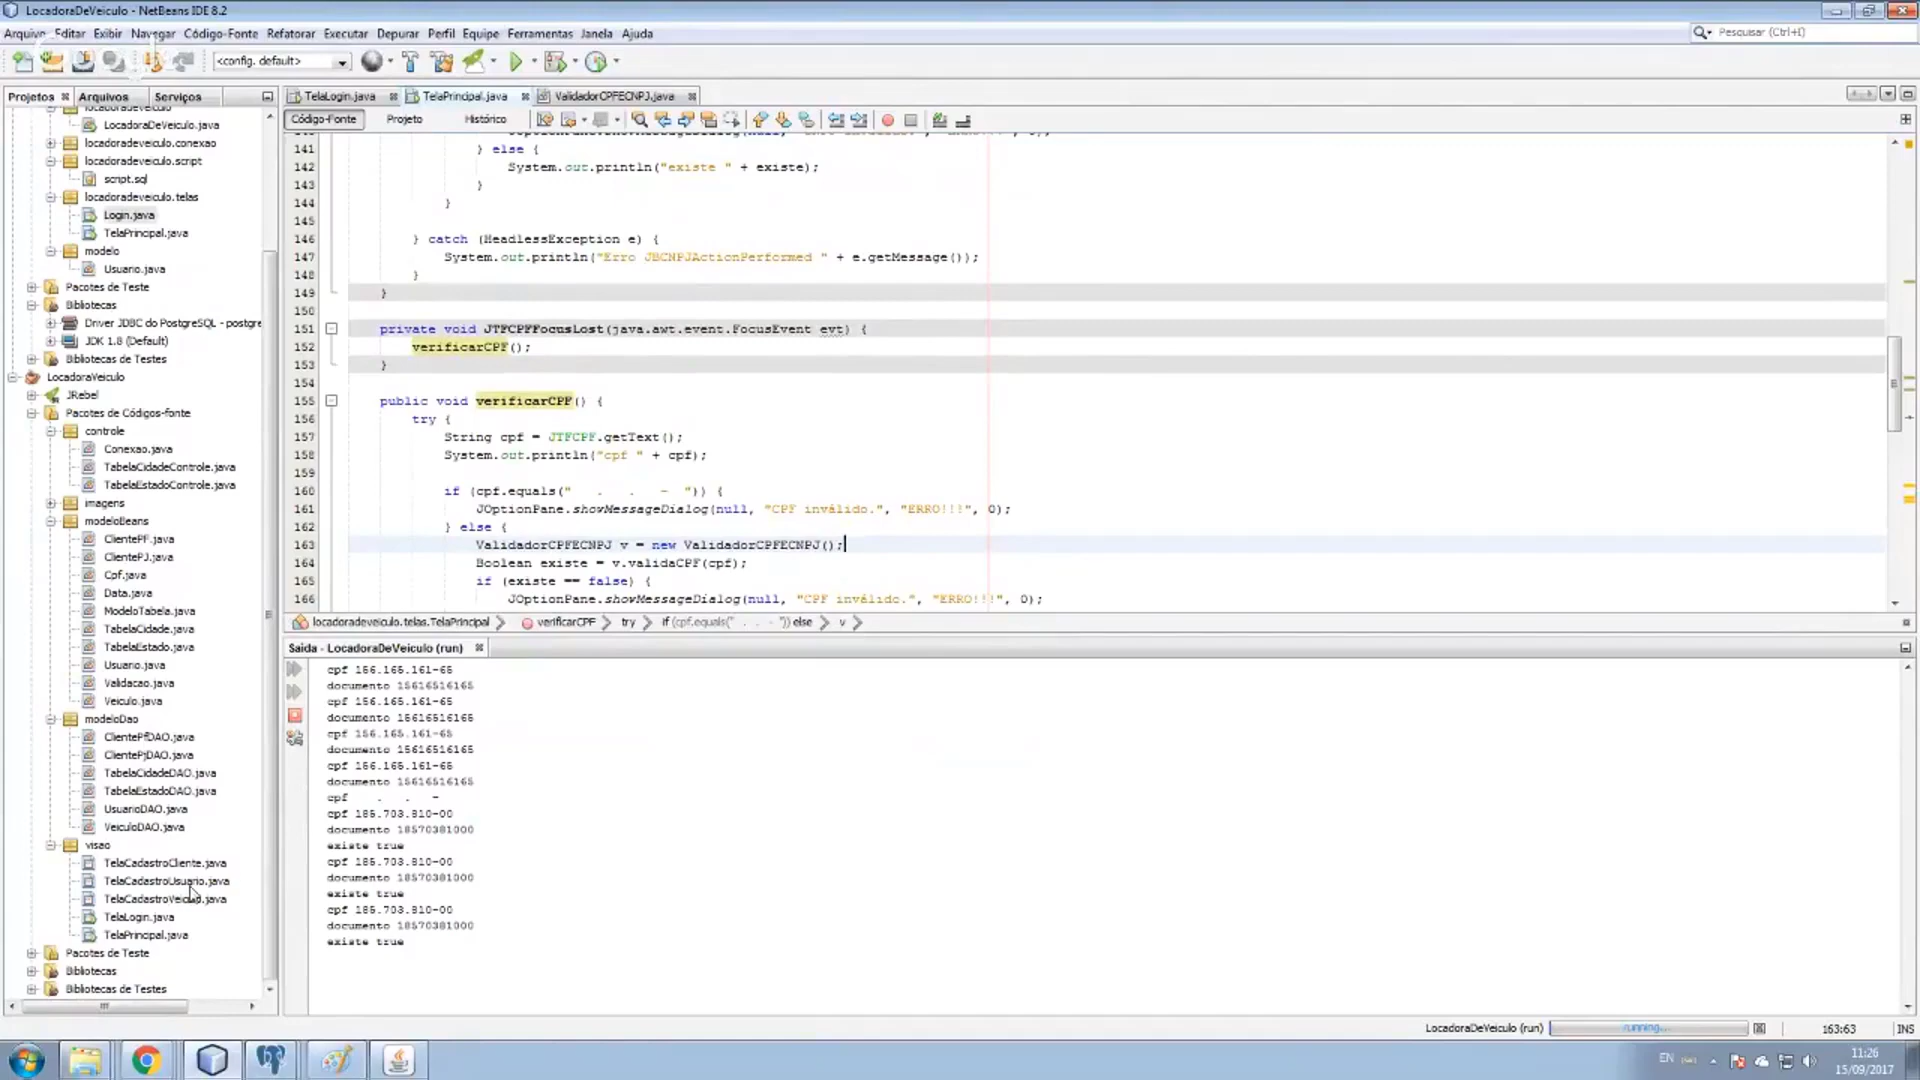 LocadoraDeVeiculo - NetBeans IDE 8.2
Arquivo Editar Exibir Navegar Código-Fonte Refatorar Executar Depurar Perfil Equipe Ferramentas Janela Ajuda
Pesquisar (Ctrl+I)
<config. default>
Projetos Arquivos Serviços
TelaLogin.java TelaPrincipal.java ValidadorCPFECNPJ.java
Código-Fonte Projeto Histórico
locadoradeveiculo
LocadoraDeVeiculo.java
locadoradeveiculo.conexao
locadoradeveiculo.script
script.sql
locadoradeveiculo.telas
Login.java
TelaPrincipal.java
modelo
Usuario.java
Pacotes de Teste
Bibliotecas
Driver JDBC do PostgreSQL - postgre
JDK 1.8 (Default)
Bibliotecas de Testes
LocadoraVeiculo
JRebel
Pacotes de Códigos-fonte
controle
Conexao.java
TabelaCidadeControle.java
TabelaEstadoControle.java
imagens
modeloBeans
ClientePF.java
ClientePJ.java
Cpf.java
Data.java
ModeloTabela.java
TabelaCidade.java
TabelaEstado.java
Usuario.java
Validacao.java
Veiculo.java
modeloDao
ClientePfDAO.java
ClientePjDAO.java
TabelaCidadeDAO.java
TabelaEstadoDAO.java
UsuarioDAO.java
VeiculoDAO.java
visao
TelaCadastroCliente.java
TelaCadastroUsuario.java
TelaCadastroVeiculo.java
TelaLogin.java
TelaPrincipal.java
Pacotes de Teste
Bibliotecas
Bibliotecas de Testes
141 } else {
142 System.out.println("existe " + existe);
143 }
144 }
145
146 } catch (HeadlessException e) {
147 System.out.println("Erro JBCNPJActionPerformed " + e.getMessage());
148 }
149 }
150
151 private void JTFCPFFocusLost(java.awt.event.FocusEvent evt) {
152 verificarCPF();
153 }
154
155 public void verificarCPF() {
156 try {
157 String cpf = JTFCPF.getText();
158 System.out.println("cpf " + cpf);
159
160 if (cpf.equals("   .   .   -  ")) {
161 JOptionPane.showMessageDialog(null, "CPF inválido.", "ERRO!!!", 0);
162 } else {
163 ValidadorCPFECNPJ v = new ValidadorCPFECNPJ();
164 Boolean existe = v.validaCPF(cpf);
165 if (existe == false) {
166 JOptionPane.showMessageDialog(null, "CPF inválido.", "ERRO!!!", 0);
locadoradeveiculo.telas.TelaPrincipal verificarCPF try if (cpf.equals("   .   .   -  ")) else v
Saída - LocadoraDeVeiculo (run)
cpf 156.165.161-65
documento 15616516165
cpf 156.165.161-65
documento 15616516165
cpf 156.165.161-65
documento 15616516165
cpf 156.165.161-65
documento 15616516165
cpf    .   .   -
cpf 185.703.810-00
documento 18570381000
existe true
cpf 185.703.810-00
documento 18570381000
existe true
cpf 185.703.810-00
documento 18570381000
existe true
LocadoraDeVeiculo (run) running... 163:63 INS
EN 11:26
15/09/2017